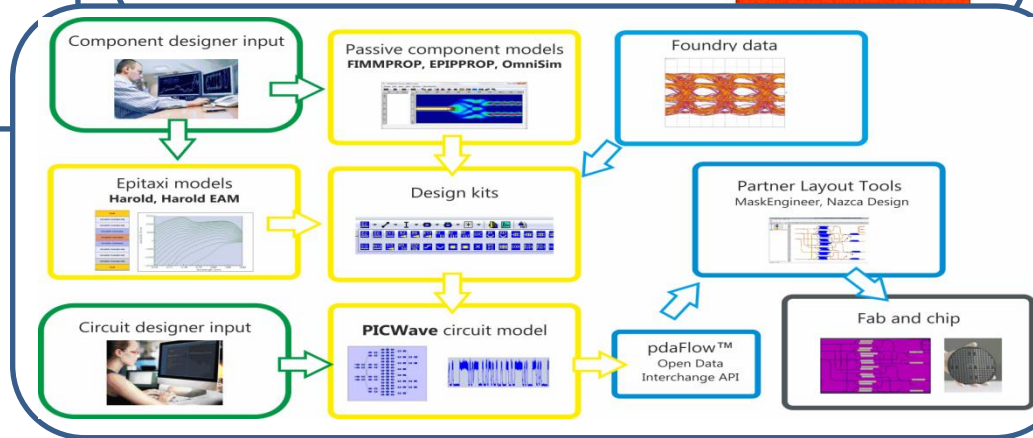 Component designer input
Passive component models
FIMMPROP, EPIPPROP, OmniSim
Foundry data
Epitaxi models
Harold, Harold EAM
Design kits
Partner Layout Tools
MaskEngineer, Nazca Design
Circuit designer input
PICWave circuit model
pdaFlow™
Open Data
Interchange API
Fab and chip